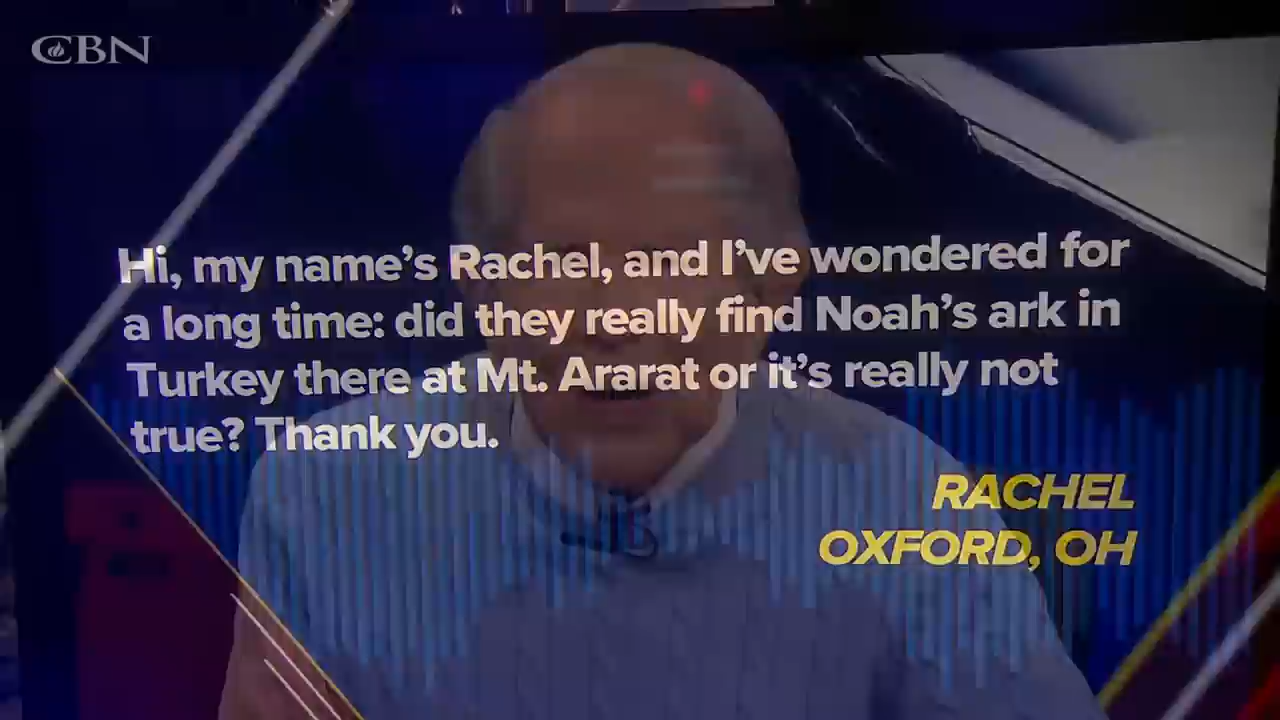 CBN
Hi, my name's Rachel, and I've wondered for
a long time: did they really find Noah's ark in
Turkey there at Mt. Ararat or it's really not
true? Thank you.
RACHEL
OXFORD, OH